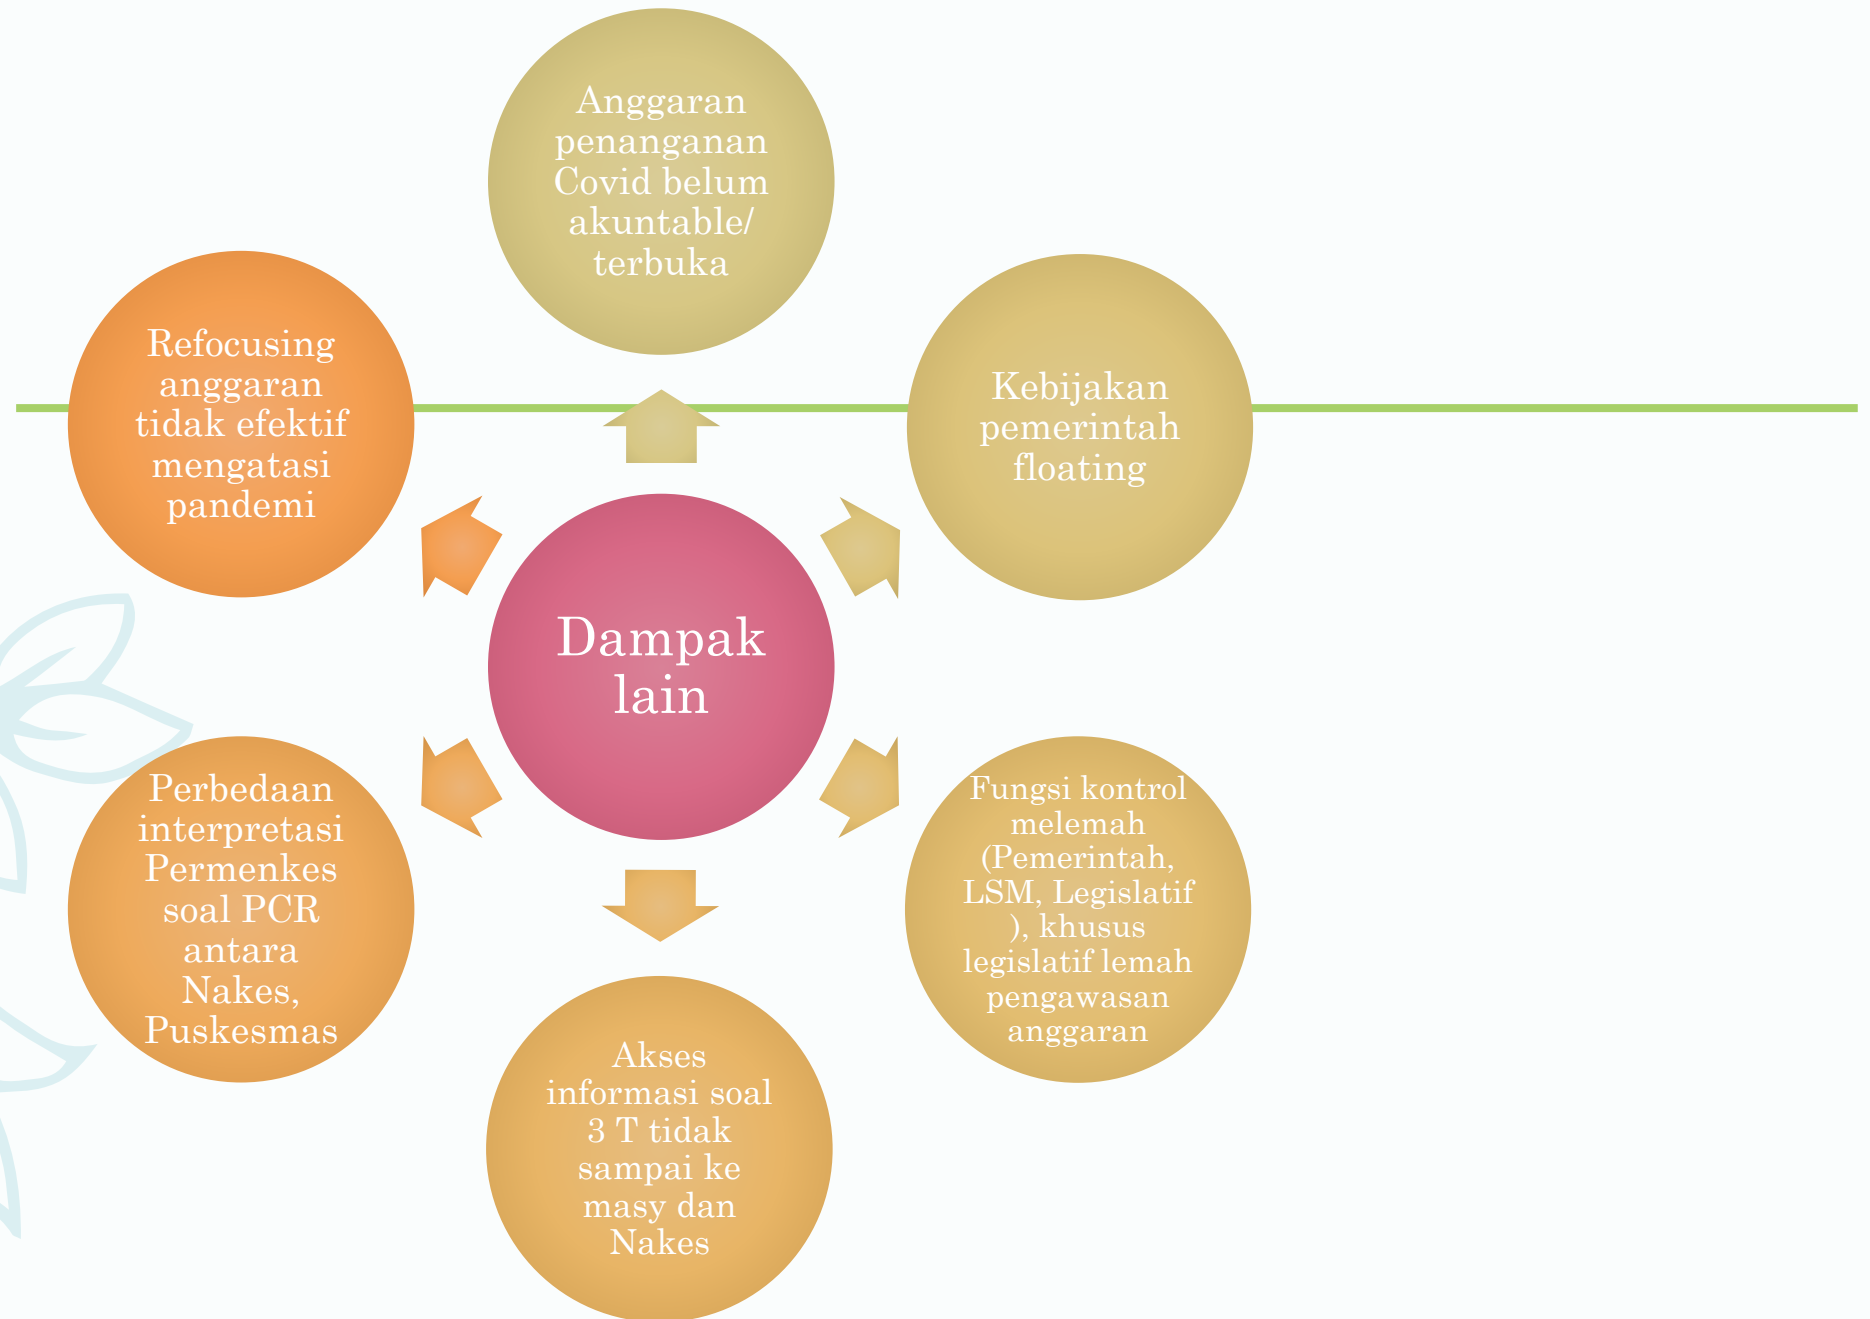 Anggaran
penanganan
Covid belum
akuntable/
terbuka
Refocusing
anggaran
tidak efektif
mengatasi
pandemi
Kebijakan
pemerintah
floating
Dampak
lain
Perbedaan
interpretasi
Permenkes
soal PCR
antara
Nakes,
Puskesmas
Fungsi kontrol
melemah
(Pemerintah,
LSM, Legislatif
), khusus
legislatif lemah
pengawasan
anggaran
Akses
informasi soal
3 T tidak
sampai ke
masy dan
Nakes